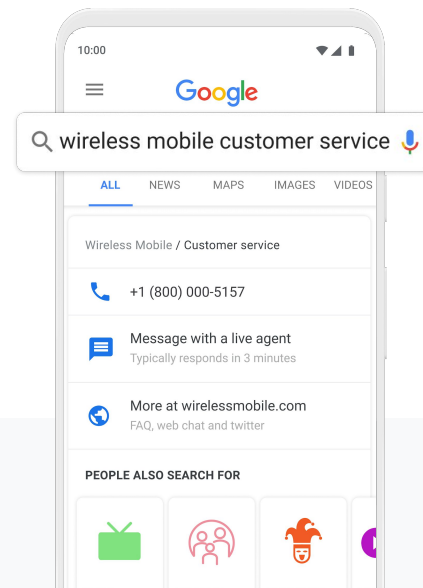 10:00
Google
wireless mobile customer service
ALL NEWS MAPS IMAGES VIDEOS
Wireless Mobile / Customer service
+1 (800) 000-5157
Message with a live agent
Typically responds in 3 minutes
More at wirelessmobile.com
FAQ, web chat and twitter
PEOPLE ALSO SEARCH FOR